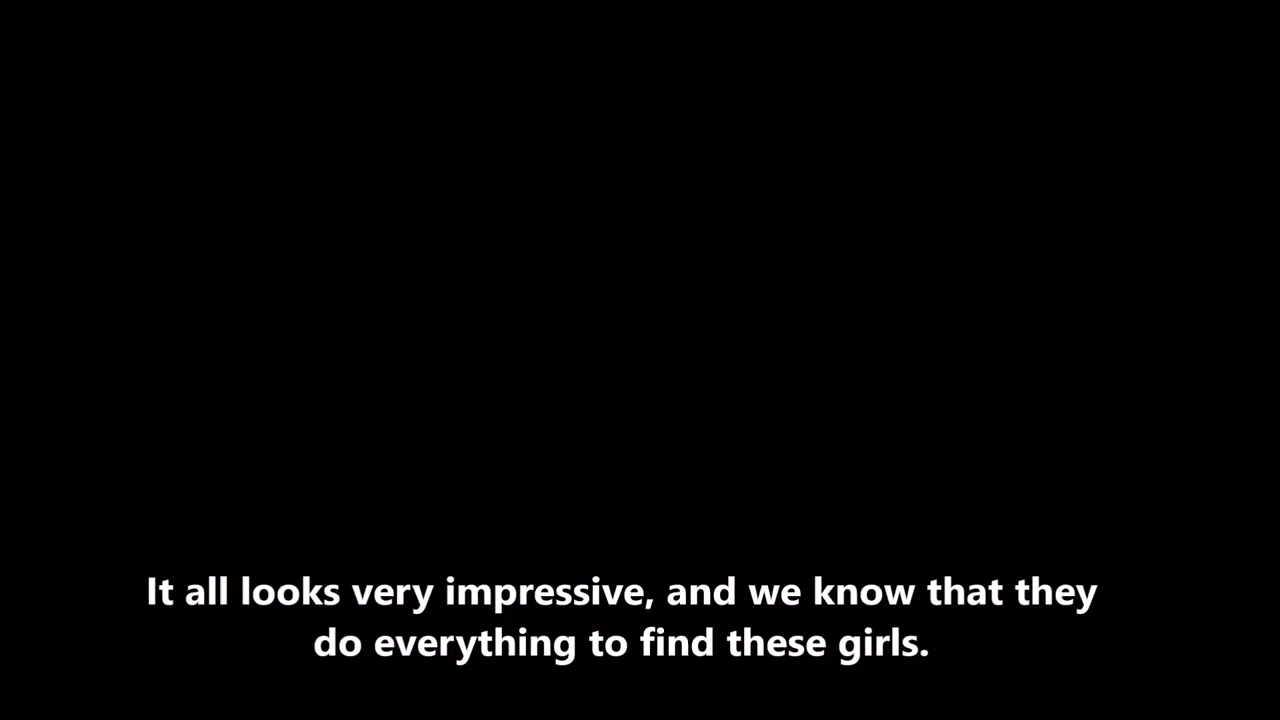 It all looks very impressive, and we know that they
do everything to find these girls.